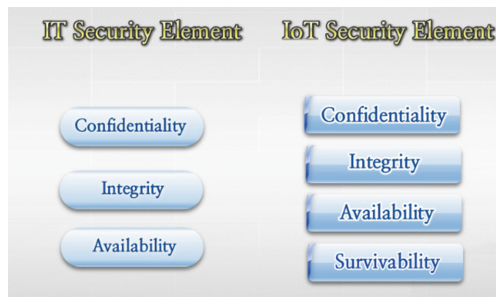 IT Security Element
Confidentiality
Integrity
Availability
IoT Security Element
Confidentiality
Integrity
Availability
Survivability